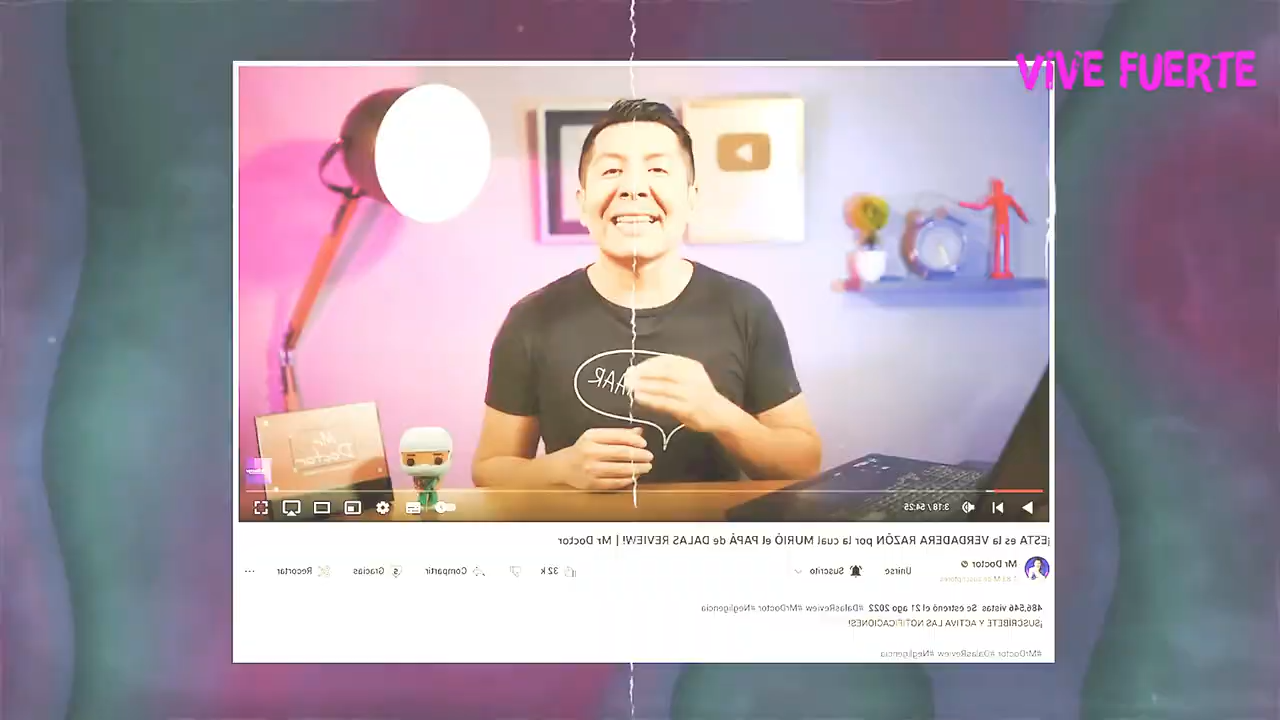 VIVE FUERTE
Mr Doctor
3:18 / 54:25
¡ESTA es la VERDADERA RAZÓN por la cual MURIÓ el PAPÁ de DALAS REVIEW! | Mr Doctor
Mr Doctor
Unirse
Suscrito
32 k
Compartir
Gracias
Recortar
...
486,546 vistas Se estrenó el 21 ago 2022 #DalasReview #MrDoctor #Negligencia
¡SUSCRÍBETE Y ACTIVA LAS NOTIFICACIONES!
#MrDoctor #DalasReview #Negligencia